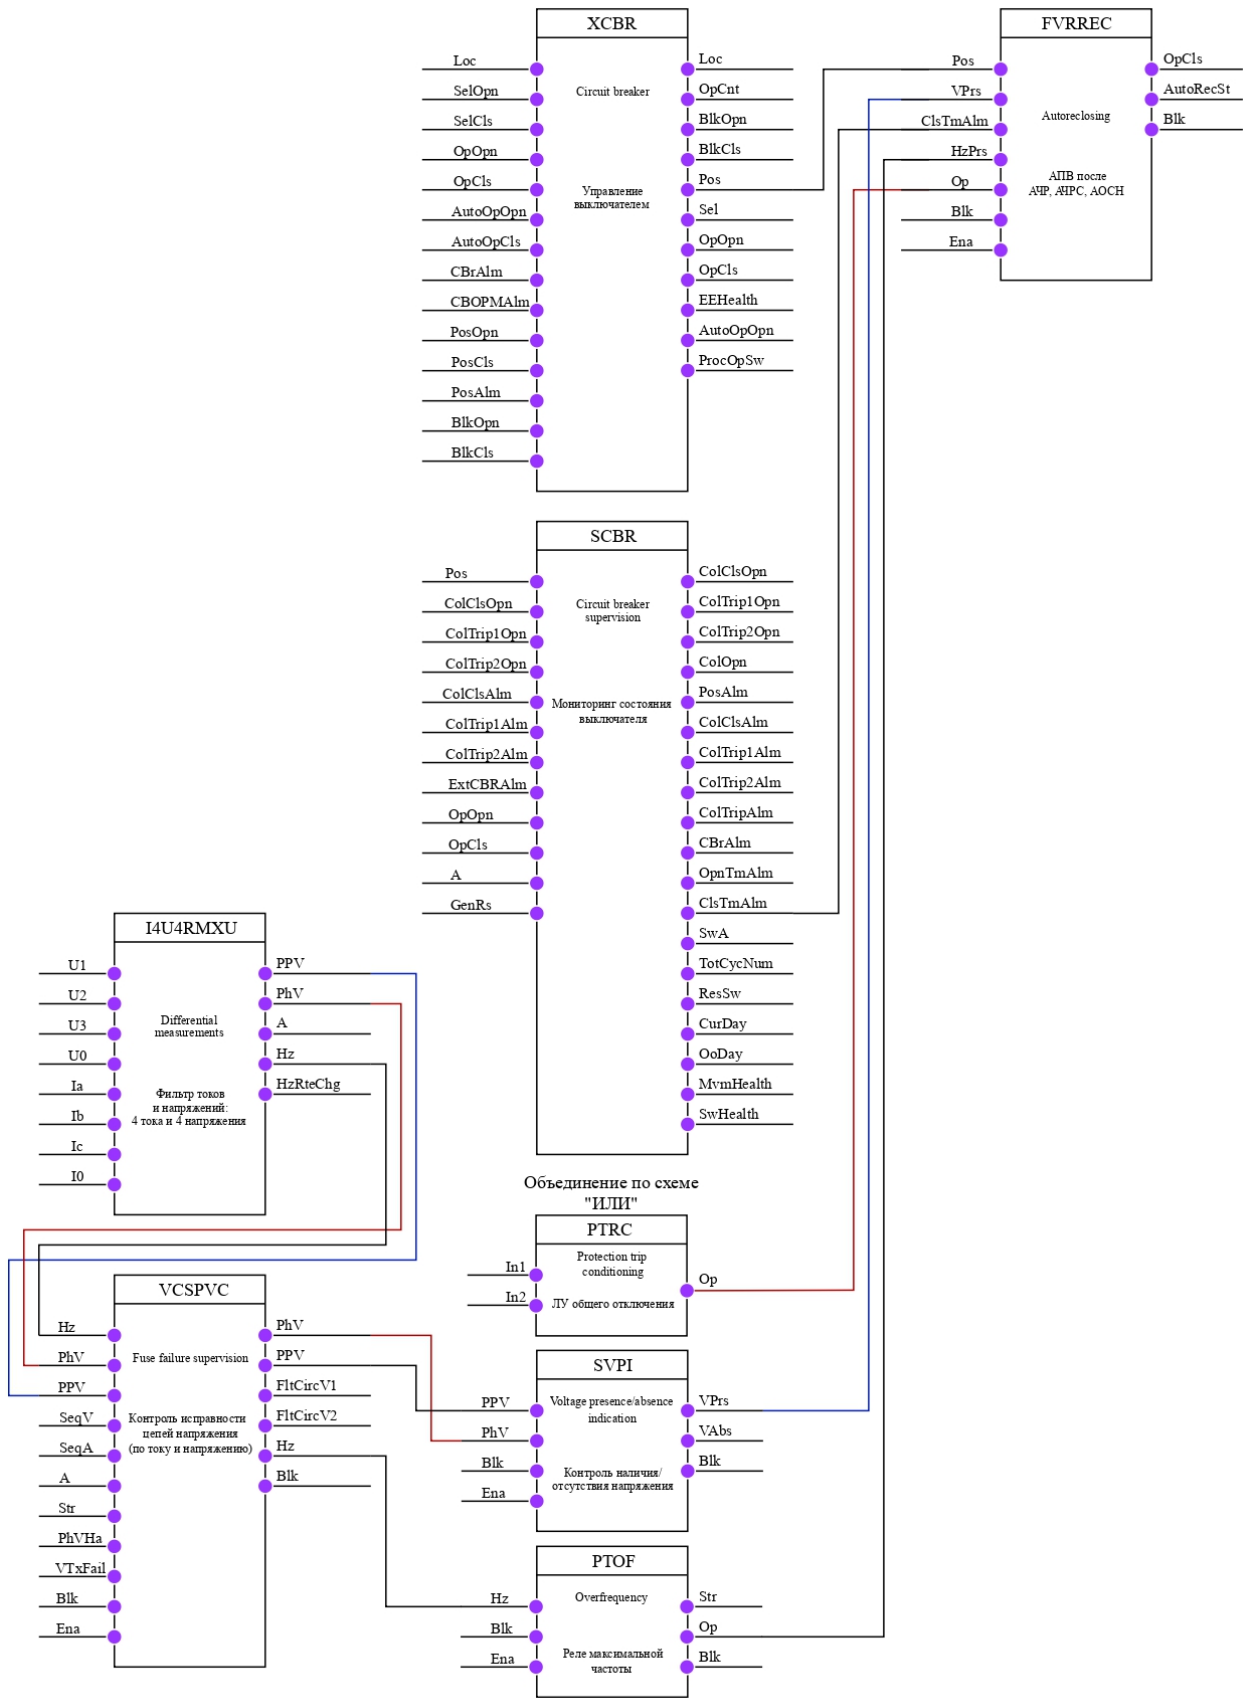 XCBR
Circuit breaker
Управление
выключателем
Loc
SelOpn
SelCls
OpOpn
OpCls
AutoOpOpn
AutoOpCls
CBrAlm
CBOPMAlm
PosOpn
PosCls
PosAlm
BlkOpn
BlkCls
Loc
OpCnt
BlkOpn
BlkCls
Pos
Sel
OpOpn
OpCls
EEHealth
AutoOpOpn
ProcOpSw
FVRREC
Autoreclosing
АПВ после
АЧР, АЧРС, АОСН
Pos
VPrs
ClsTmAlm
HzPrs
Op
Blk
Ena
OpCls
AutoRecSt
Blk
SCBR
Circuit breaker
supervision
Мониторинг состояния
выключателя
Pos
ColClsOpn
ColTrip1Opn
ColTrip2Opn
ColClsAlm
ColTrip1Alm
ColTrip2Alm
ExtCBRAlm
OpOpn
OpCls
A
GenRs
ColClsOpn
ColTrip1Opn
ColTrip2Opn
ColOpn
PosAlm
ColClsAlm
ColTrip1Alm
ColTrip2Alm
ColTripAlm
CBrAlm
OpnTmAlm
ClsTmAlm
SwA
TotCycNum
ResSw
CurDay
OoDay
MvmHealth
SwHealth
I4U4RMXU
Differential
measurements
Фильтр токов
и напряжений:
4 тока и 4 напряжения
U1
U2
U3
U0
Ia
Ib
Ic
I0
PPV
PhV
A
Hz
HzRteChg
Объединение по схеме
"ИЛИ"
PTRC
Protection trip
conditioning
ЛУ общего отключения
In1
In2
Op
VCSPVC
Fuse failure supervision
Контроль исправности
цепей напряжения
(по току и напряжению)
Hz
PhV
PPV
SeqV
SeqA
A
Str
PhVHa
VTxFail
Blk
Ena
PhV
PPV
FltCircV1
FltCircV2
Hz
Blk
SVPI
Voltage presence/absence
indication
Контроль наличия/
отсутствия напряжения
PPV
PhV
Blk
Ena
VPrs
VAbs
Blk
PTOF
Overfrequency
Реле максимальной
частоты
Hz
Blk
Ena
Str
Op
Blk